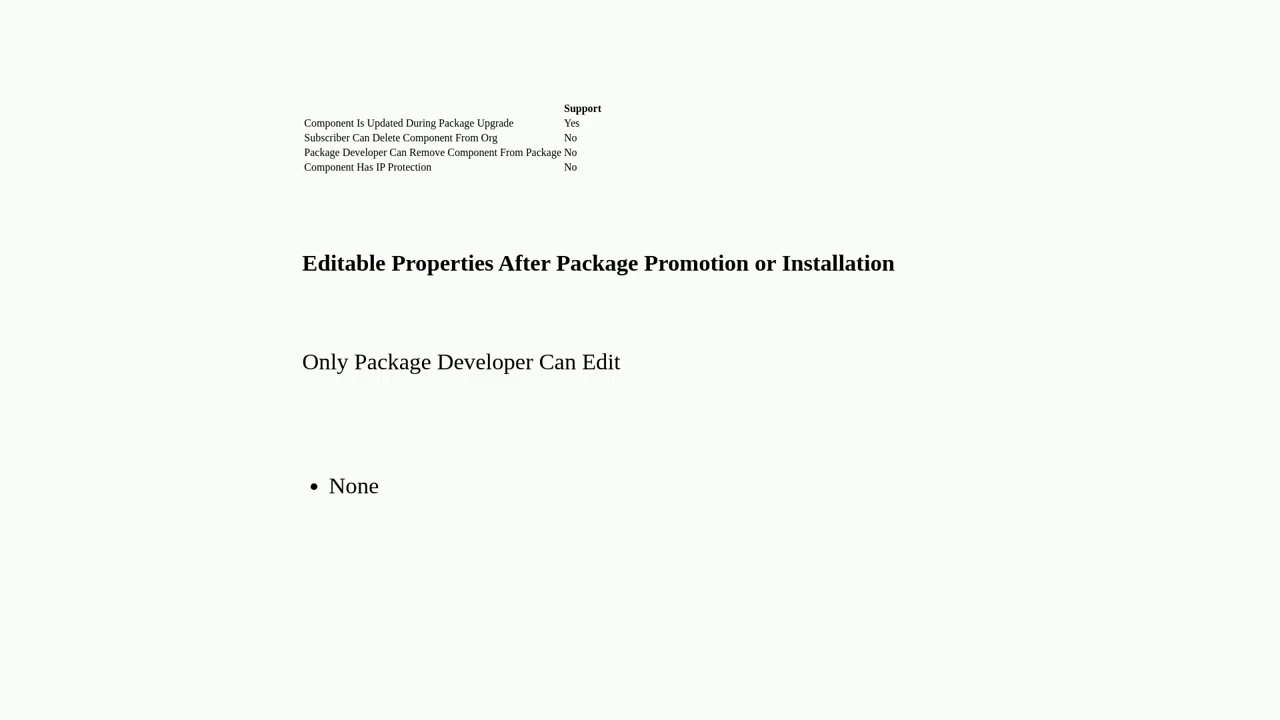 Support
Component Is Updated During Package Upgrade Yes
Subscriber Can Delete Component From Org No
Package Developer Can Remove Component From Package No
Component Has IP Protection No
Editable Properties After Package Promotion or Installation
Only Package Developer Can Edit
• None